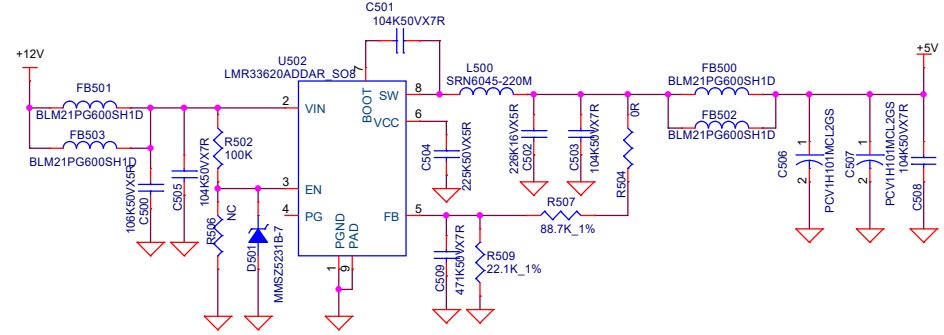 C501
104K50VX7R
+12V
+5V
FB501
BLM21PG600SH1D
FB503
BLM21PG600SH1D
U502
LMR33620ADDAR_SO8
7
2
VIN
BOOT
SW
8
VCC
6
3
EN
4
PG
FB
5
PGND
PAD
1
9
L500
SRN6045-220M
FB500
BLM21PG600SH1D
FB502
BLM21PG600SH1D
R502
100K
106K50VX5R
C500
104K50VX7R
C505
R506
NC
D501
MMSZ5231B-7
C504
225K50VX5R
C502
226K16VX5R
C503
104K50VX7R
0R
R504
R507
88.7K_1%
C509
471K50VX7R
R509
22.1K_1%
C506
1
2
PCV1H101MCL2GS
C507
1
2
PCV1H101MCL2GS
104K50VX7R
C508